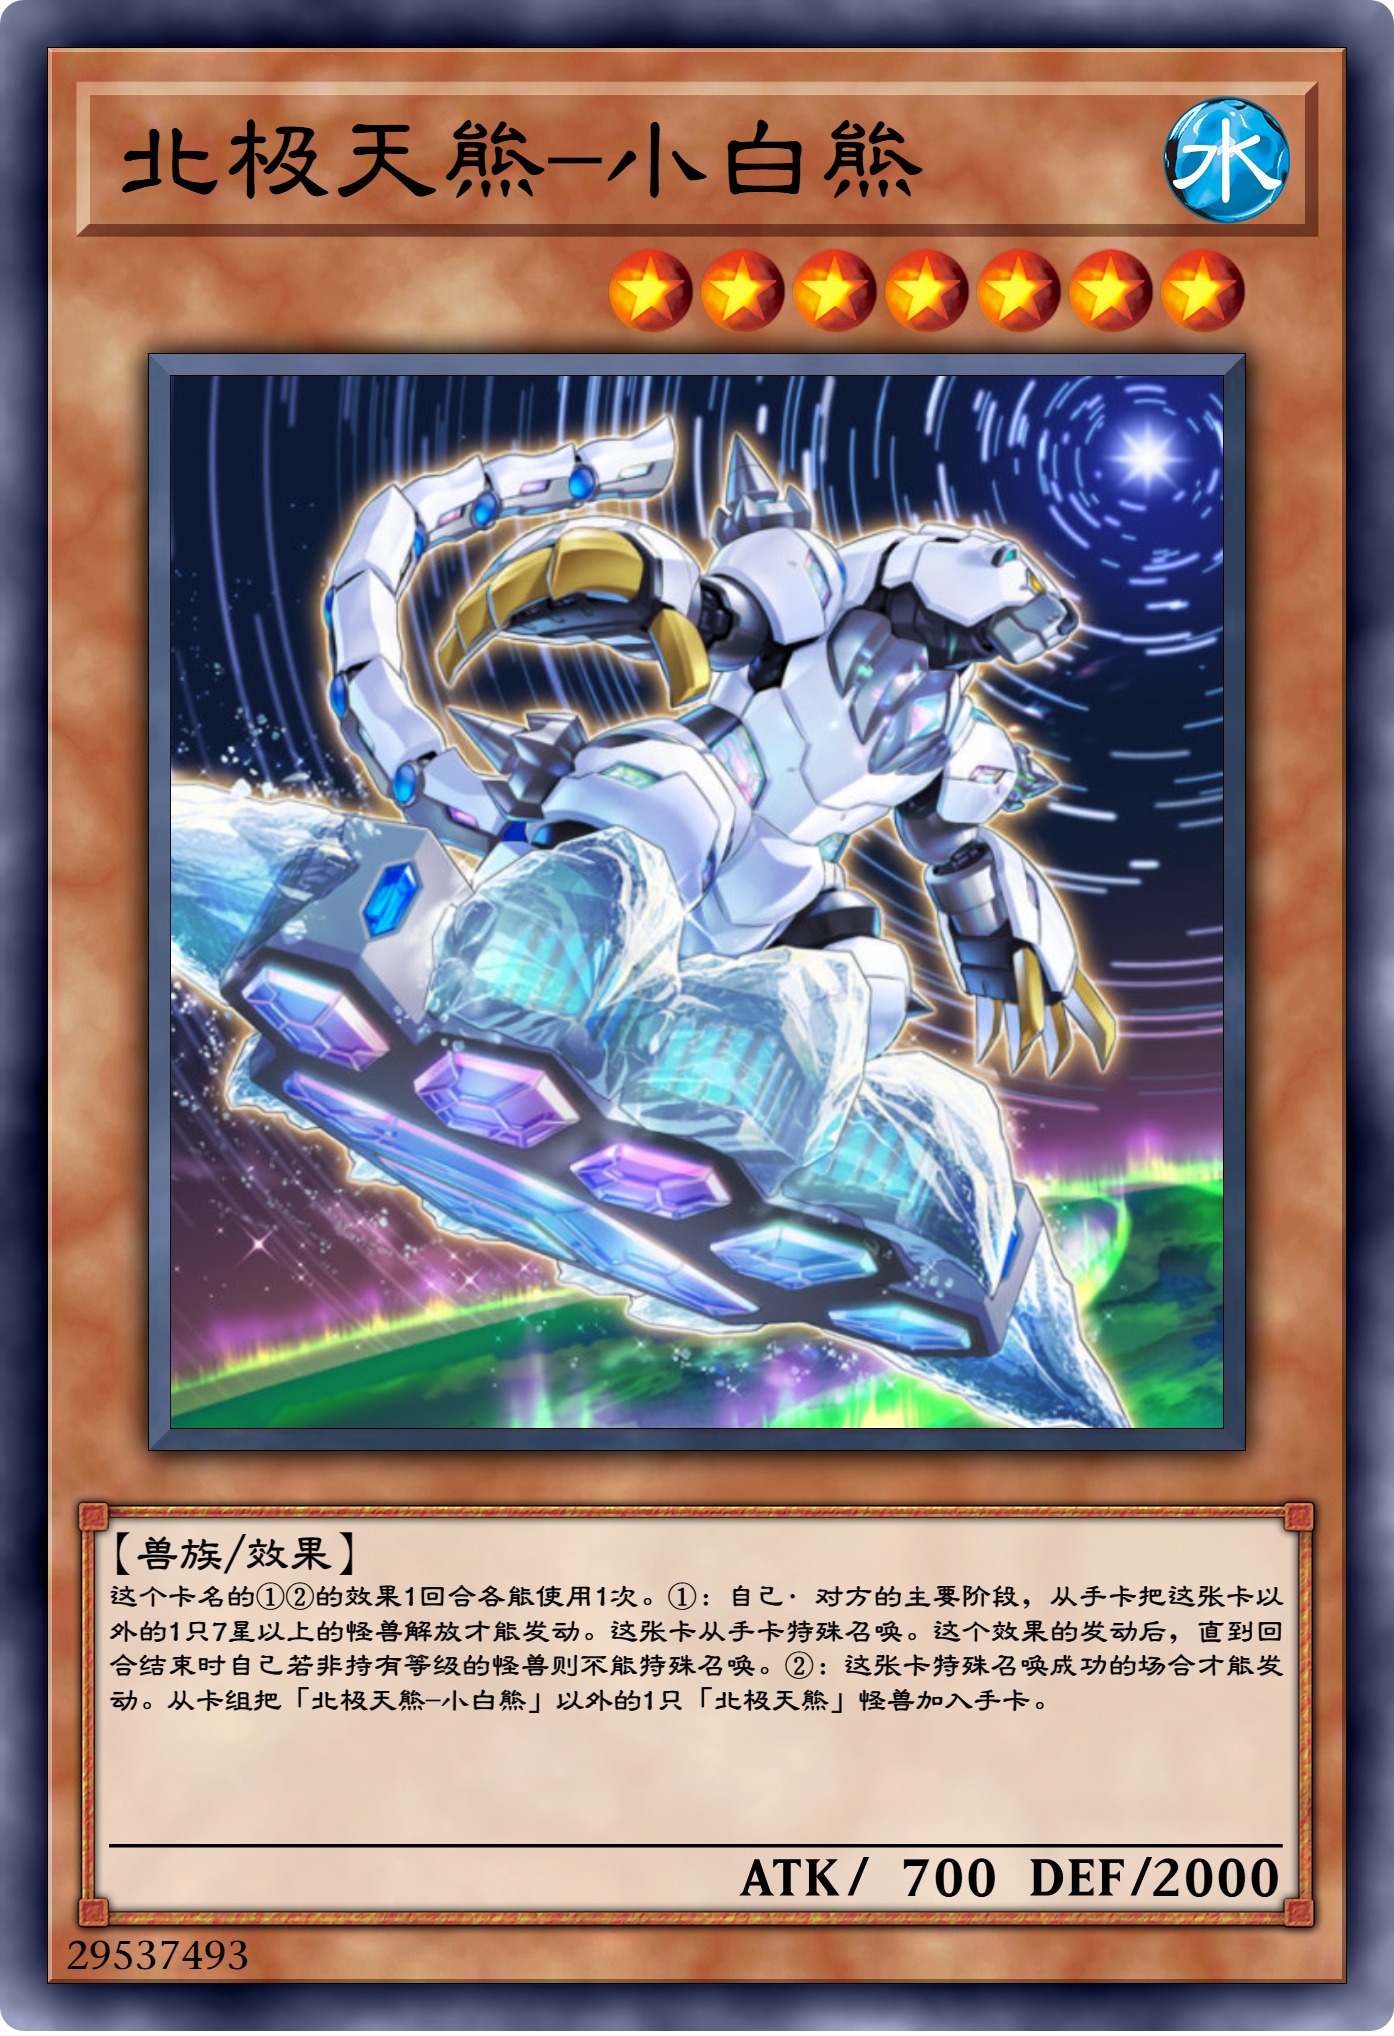 北极天熊-小白熊
水
【兽族/效果】
这个卡名的①②的效果1回合各能使用1次。①：自己·对方的主要阶段，从手卡把这张卡以
外的1只7星以上的怪兽解放才能发动。这张卡从手卡特殊召唤。这个效果的发动后，直到回
合结束时自己若非持有等级的怪兽则不能特殊召唤。②：这张卡特殊召唤成功的场合才能发
动。从卡组把「北极天熊-小白熊」以外的1只「北极天熊」怪兽加入手卡。
ATK/ 700 DEF/2000
29537493